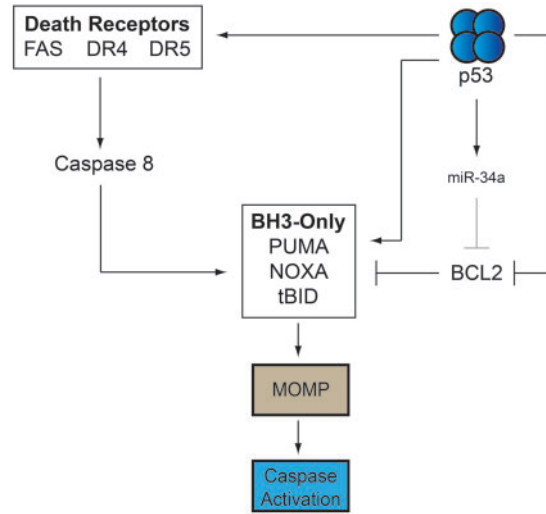 Death Receptors
FAS DR4 DR5
p53
Caspase 8
miR-34a
BH3-Only
PUMA
NOXA
tBID
BCL2
MOMP
Caspase
Activation